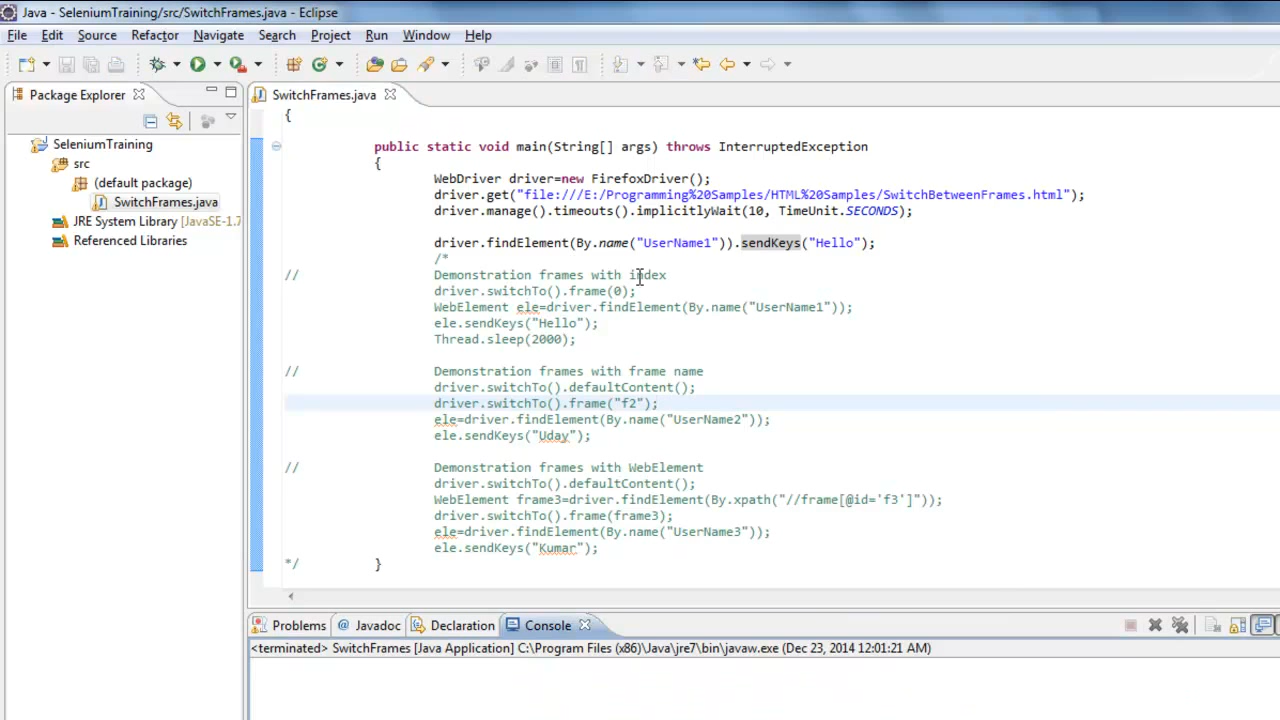 Java - SeleniumTraining/src/SwitchFrames.java - Eclipse
File Edit Source Refactor Navigate Search Project Run Window Help
Package Explorer
SwitchFrames.java
SeleniumTraining
src
(default package)
SwitchFrames.java
JRE System Library [JavaSE-1.7
Referenced Libraries
{
public static void main(String[] args) throws InterruptedException
{
WebDriver driver=new FirefoxDriver();
driver.get("file:///E:/Programming%20Samples/HTML%20Samples/SwitchBetweenFrames.html");
driver.manage().timeouts().implicitlyWait(10, TimeUnit.SECONDS);
driver.findElement(By.name("UserName1")).sendKeys("Hello");
/*
// Demonstration frames with index
driver.switchTo().frame(0);
WebElement ele=driver.findElement(By.name("UserName1"));
ele.sendKeys("Hello");
Thread.sleep(2000);
// Demonstration frames with frame name
driver.switchTo().defaultContent();
driver.switchTo().frame("f2");
ele=driver.findElement(By.name("UserName2"));
ele.sendKeys("Uday");
// Demonstration frames with WebElement
driver.switchTo().defaultContent();
WebElement frame3=driver.findElement(By.xpath("//frame[@id='f3']"));
driver.switchTo().frame(frame3);
ele=driver.findElement(By.name("UserName3"));
ele.sendKeys("Kumar");
*/ }
Problems @ Javadoc Declaration Console
<terminated> SwitchFrames [Java Application] C:\Program Files (x86)\Java\jre7\bin\javaw.exe (Dec 23, 2014 12:01:21 AM)